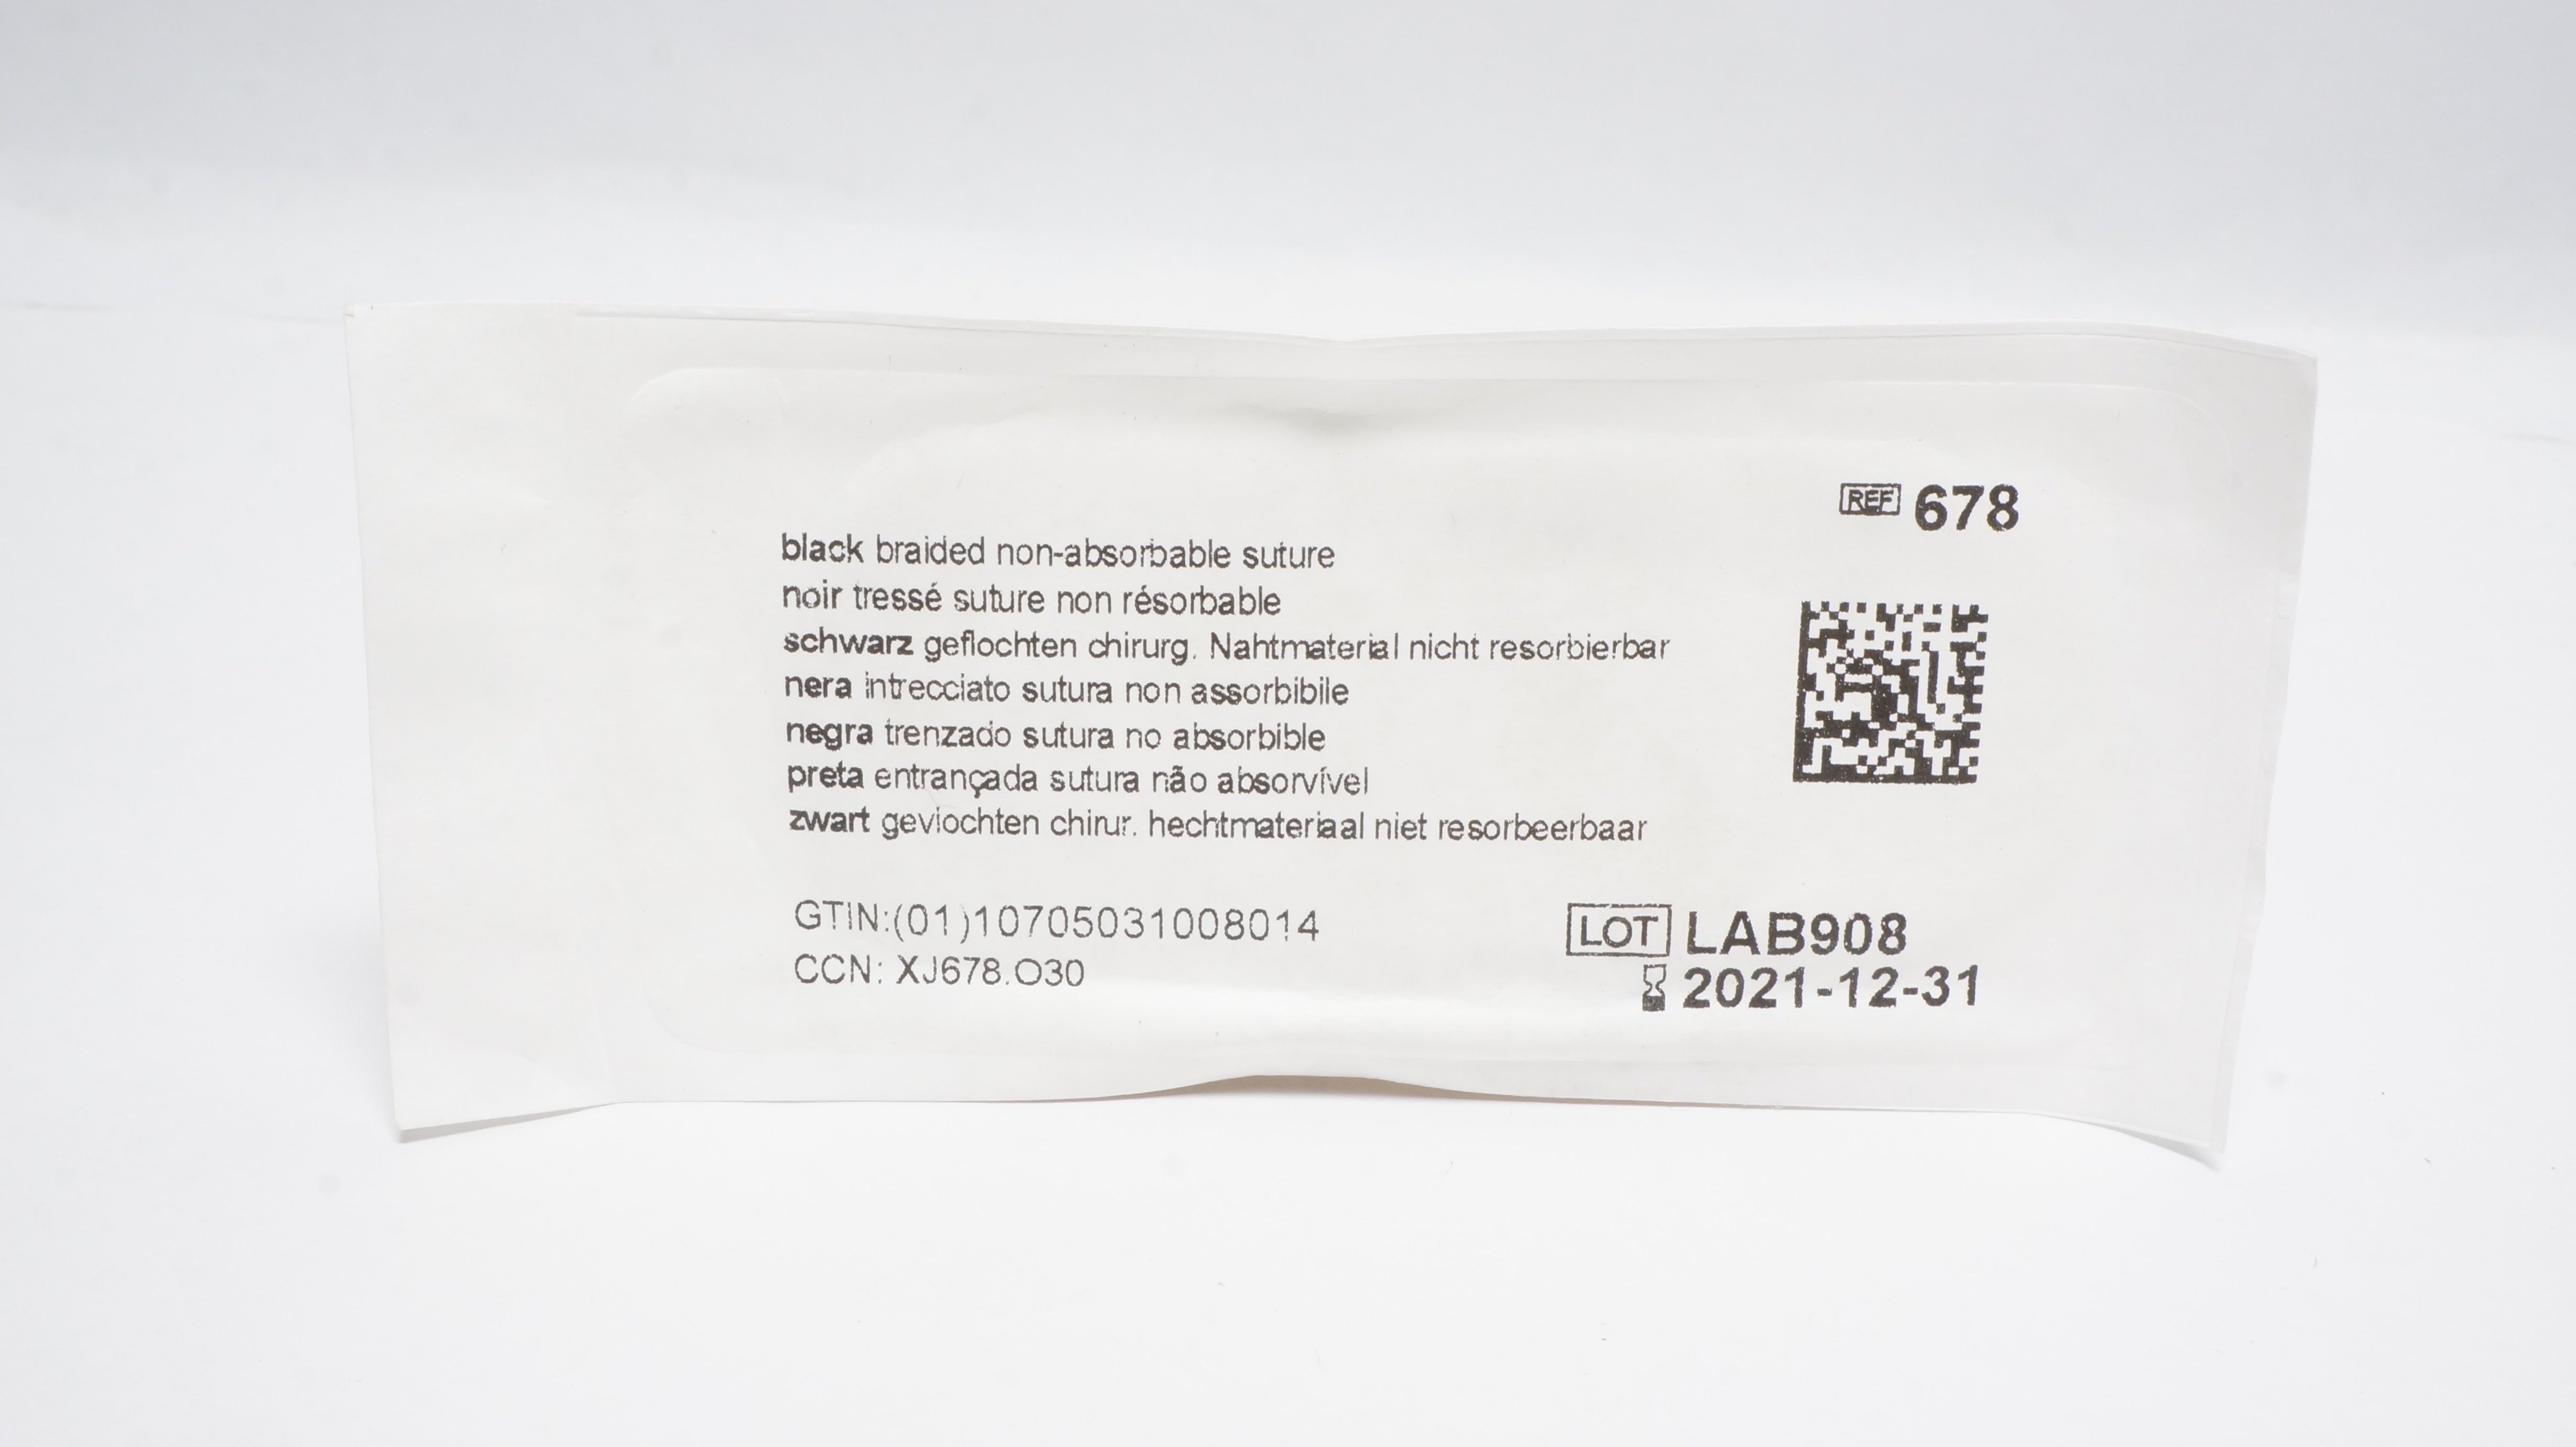 REF 678
black braided non-absorbable suture
noir tressé suture non résorbable
schwarz geflochten chirurg. Nahtmaterial nicht resorbierbar
nera intrecciato sutura non assorbibile
negra trenzado sutura no absorbible
preta entrançada sutura não absorvível
zwart gevlochten chirur. hechtmateriaal niet resorbeerbaar
GTIN:(01)10705031008014
CCN: XJ678.O30
LOT LAB908
2021-12-31